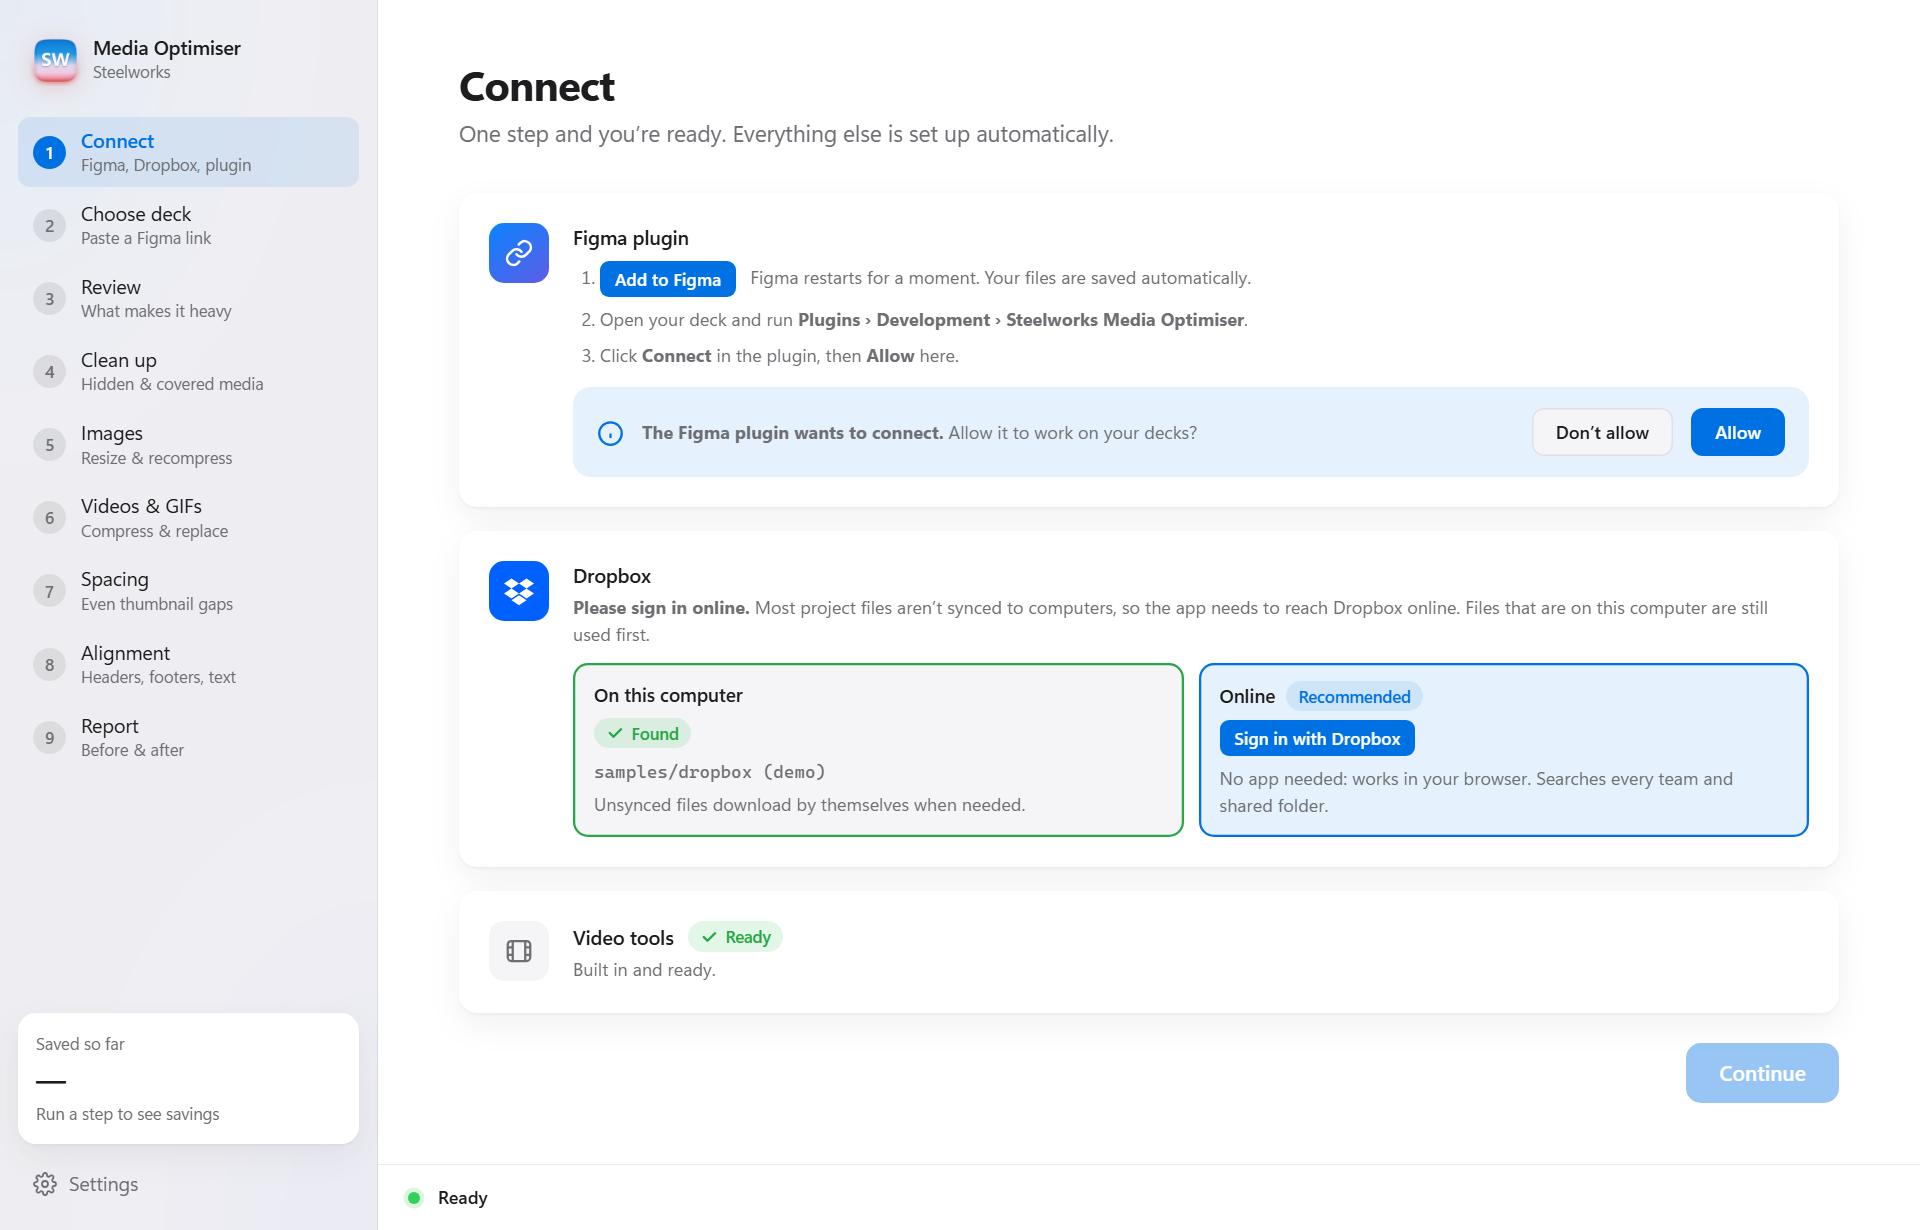 SW
Media Optimiser
Steelworks
1
Connect
Figma, Dropbox, plugin
2
Choose deck
Paste a Figma link
3
Review
What makes it heavy
4
Clean up
Hidden & covered media
5
Images
Resize & recompress
6
Videos & GIFs
Compress & replace
7
Spacing
Even thumbnail gaps
8
Alignment
Headers, footers, text
9
Report
Before & after
Saved so far
—
Run a step to see savings
Settings
Connect
One step and you’re ready. Everything else is set up automatically.
Figma plugin
1. Add to Figma Figma restarts for a moment. Your files are saved automatically.
2. Open your deck and run Plugins › Development › Steelworks Media Optimiser.
3. Click Connect in the plugin, then Allow here.
The Figma plugin wants to connect. Allow it to work on your decks?
Don’t allow
Allow
Dropbox
Please sign in online. Most project files aren’t synced to computers, so the app needs to reach Dropbox online. Files that are on this computer are still
used first.
On this computer
Found
samples/dropbox (demo)
Unsynced files download by themselves when needed.
Online Recommended
Sign in with Dropbox
No app needed: works in your browser. Searches every team and
shared folder.
Video tools Ready
Built in and ready.
Continue
Ready